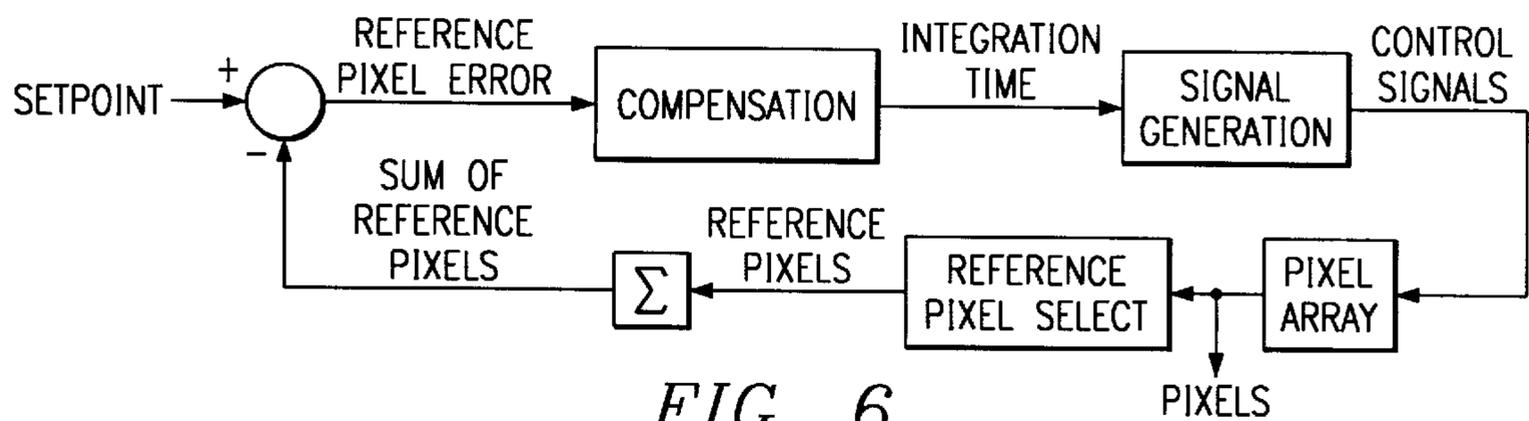 SETPOINT
+
-
REFERENCE
PIXEL ERROR
COMPENSATION
INTEGRATION
TIME
SIGNAL
GENERATION
CONTROL
SIGNALS
SUM OF
REFERENCE
PIXELS
Σ
REFERENCE
PIXELS
REFERENCE
PIXEL SELECT
PIXEL
ARRAY
PIXELS
FIG. 6